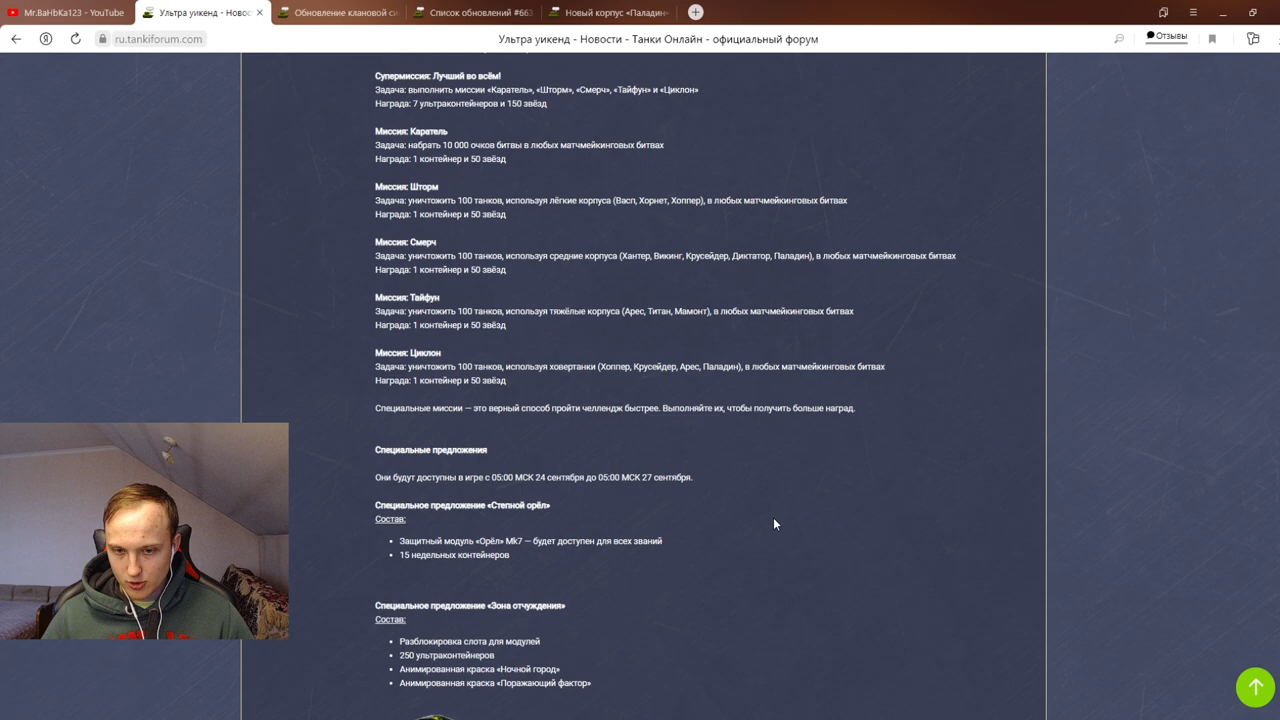 Mr.BaHbKa123 - YouTube
Ультра уикенд - Новос
Обновление клановой си
Список обновлений #663
Новый корпус «Паладин»
ru.tankiforum.com
Ультра уикенд - Новости - Танки Онлайн - официальный форум
Отзывы
Супермиссия: Лучший во всём!
Задача: выполнить миссии «Каратель», «Шторм», «Смерч», «Тайфун» и «Циклон»
Награда: 7 ультраконтейнеров и 150 звёзд
Миссия: Каратель
Задача: набрать 10 000 очков битвы в любых матчмейкинговых битвах
Награда: 1 контейнер и 50 звёзд
Миссия: Шторм
Задача: уничтожить 100 танков, используя лёгкие корпуса (Васп, Хорнет, Хоппер), в любых матчмейкинговых битвах
Награда: 1 контейнер и 50 звёзд
Миссия: Смерч
Задача: уничтожить 100 танков, используя средние корпуса (Хантер, Викинг, Крусейдер, Диктатор, Паладин), в любых матчмейкинговых битвах
Награда: 1 контейнер и 50 звёзд
Миссия: Тайфун
Задача: уничтожить 100 танков, используя тяжёлые корпуса (Арес, Титан, Мамонт), в любых матчмейкинговых битвах
Награда: 1 контейнер и 50 звёзд
Миссия: Циклон
Задача: уничтожить 100 танков, используя ховертанки (Хоппер, Крусейдер, Арес, Паладин), в любых матчмейкинговых битвах
Награда: 1 контейнер и 50 звёзд
Специальные миссии — это верный способ пройти челлендж быстрее. Выполняйте их, чтобы получить больше наград.
Специальные предложения
Они будут доступны в игре с 05:00 МСК 24 сентября до 05:00 МСК 27 сентября.
Специальное предложение «Степной орёл»
Состав:
• Защитный модуль «Орёл» Mk7 — будет доступен для всех званий
• 15 недельных контейнеров
Специальное предложение «Зона отчуждения»
Состав:
• Разблокировка слота для модулей
• 250 ультраконтейнеров
• Анимированная краска «Ночной город»
• Анимированная краска «Поражающий фактор»